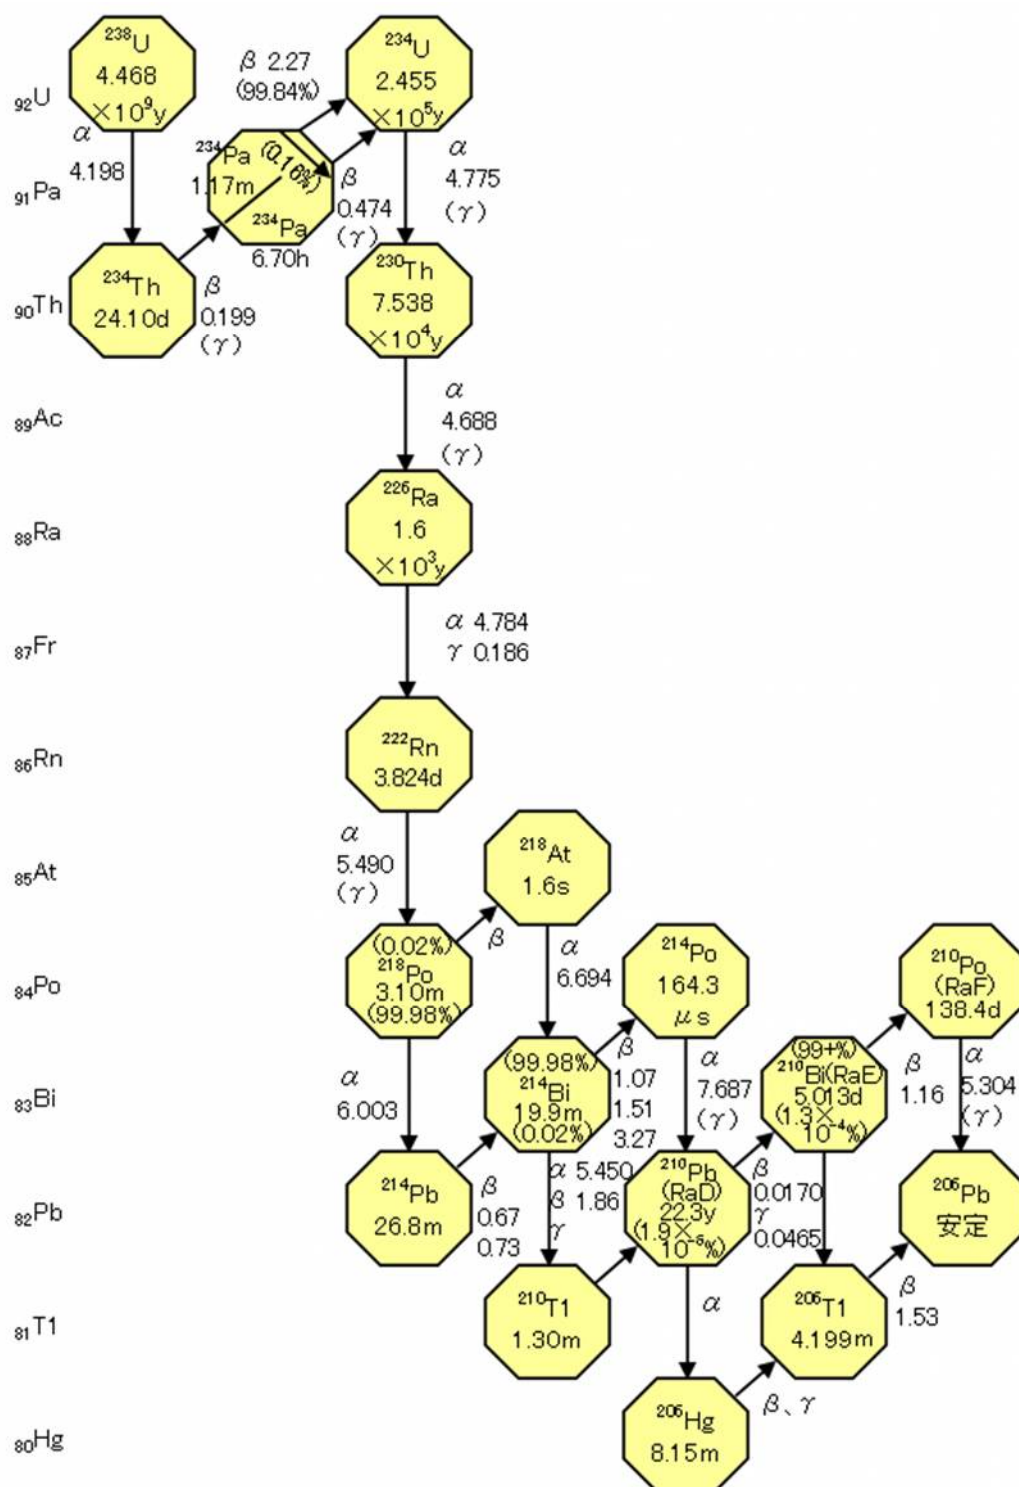 238U
4.468
×10⁹y
β 2.27
(99.84%)
234U
2.455
×10⁵y
92U
α
4.198
234Pa
1.17m
(0.16%)
234Pa
6.70h
β
0.474
(γ)
α
4.775
(γ)
91Pa
234Th
24.10d
β
0.199
(γ)
230Th
7.538
×10⁴y
90Th
α
4.688
(γ)
89Ac
226Ra
1.6
×10³y
88Ra
α 4.784
γ 0.186
87Fr
222Rn
3.824d
86Rn
α
5.490
(γ)
218At
1.6s
85At
β
(0.02%)
218Po
3.10m
(99.98%)
α
6.694
214Po
164.3
μs
210Po
(RaF)
138.4d
84Po
α
6.003
(99.98%)
214Bi
19.9m
(0.02%)
β
1.07
1.51
3.27
α
7.687
(γ)
(99+%)
210Bi(RaE)
5.013d
(1.3×
10⁻⁴%)
β
1.16
α
5.304
(γ)
83Bi
214Pb
26.8m
β
0.67
0.73
α 5.450
β 1.86
γ
210Pb
(RaD)
22.3y
(1.9×
10⁻⁶%)
β
0.0170
γ
0.0465
206Pb
安定
82Pb
210T1
1.30m
α
206T1
4.199m
β
1.53
81T1
206Hg
8.15m
β、γ
80Hg